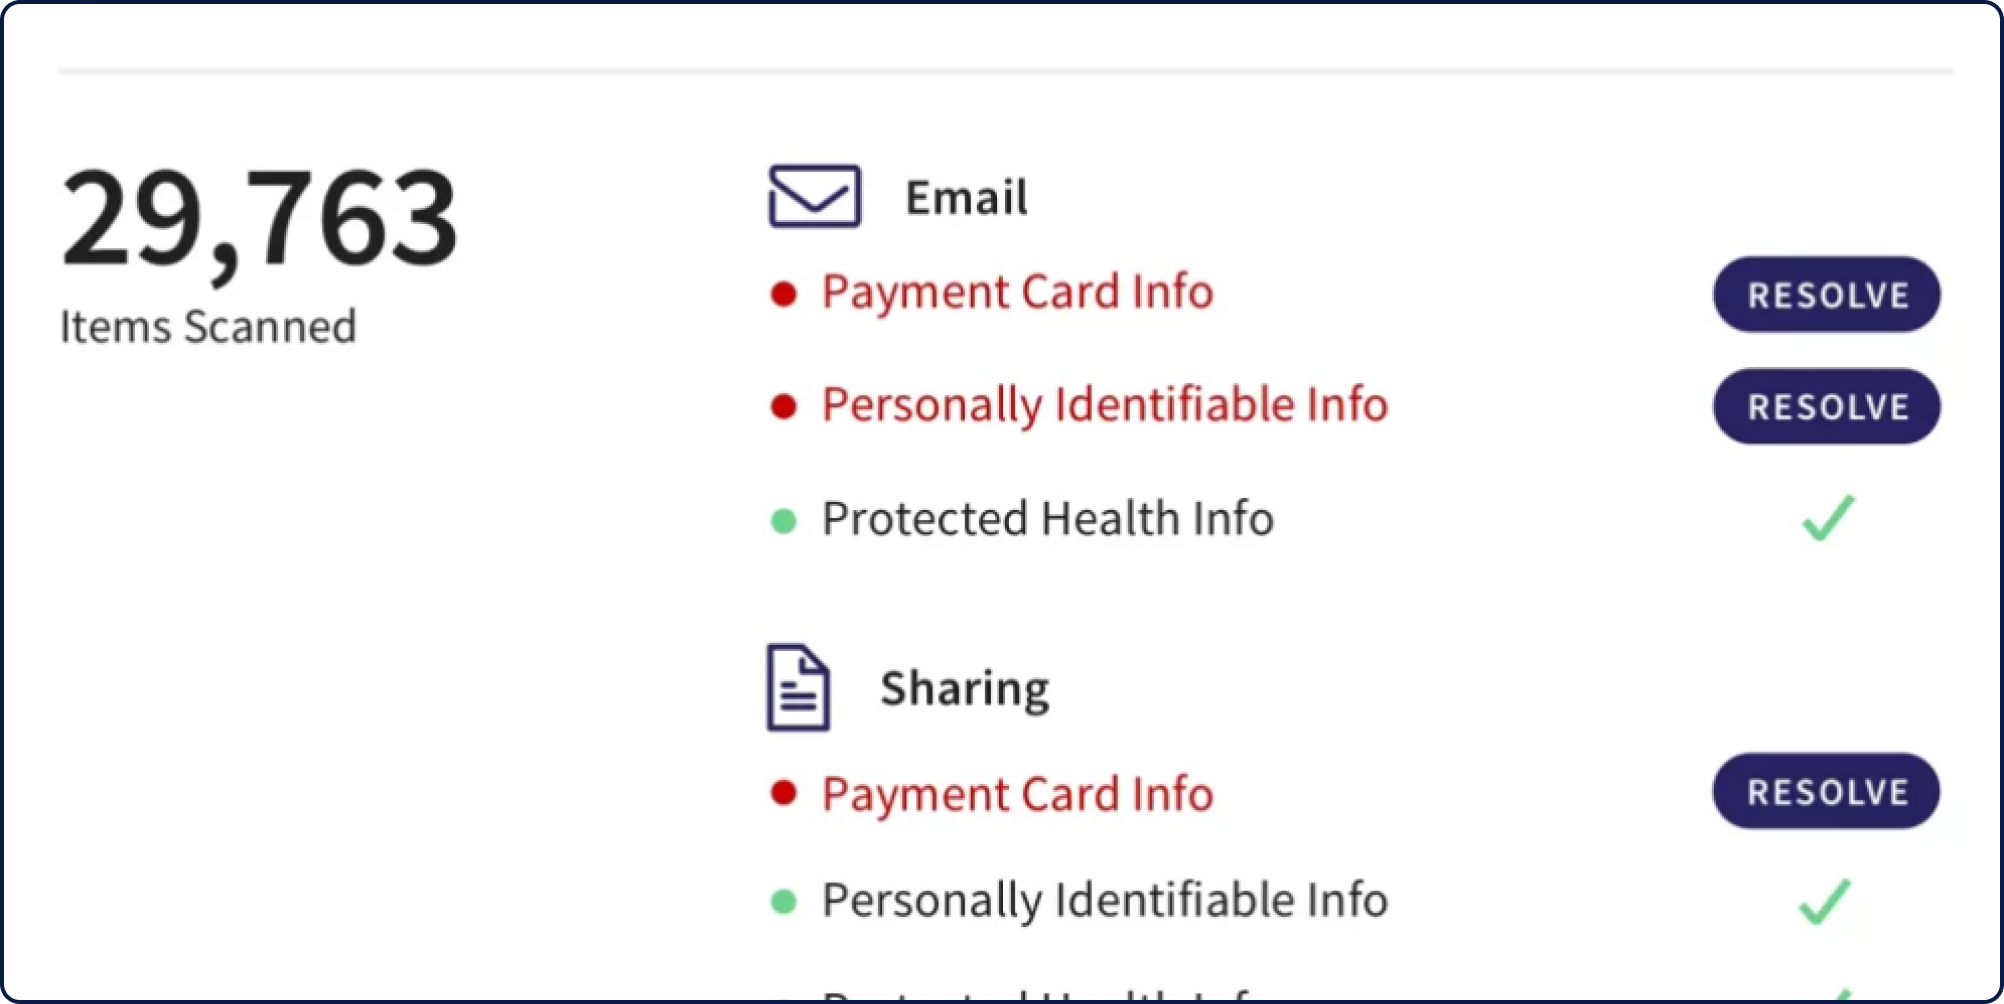 29,763
Items Scanned
Email
Payment Card Info
RESOLVE
Personally Identifiable Info
RESOLVE
Protected Health Info
Sharing
Payment Card Info
RESOLVE
Personally Identifiable Info